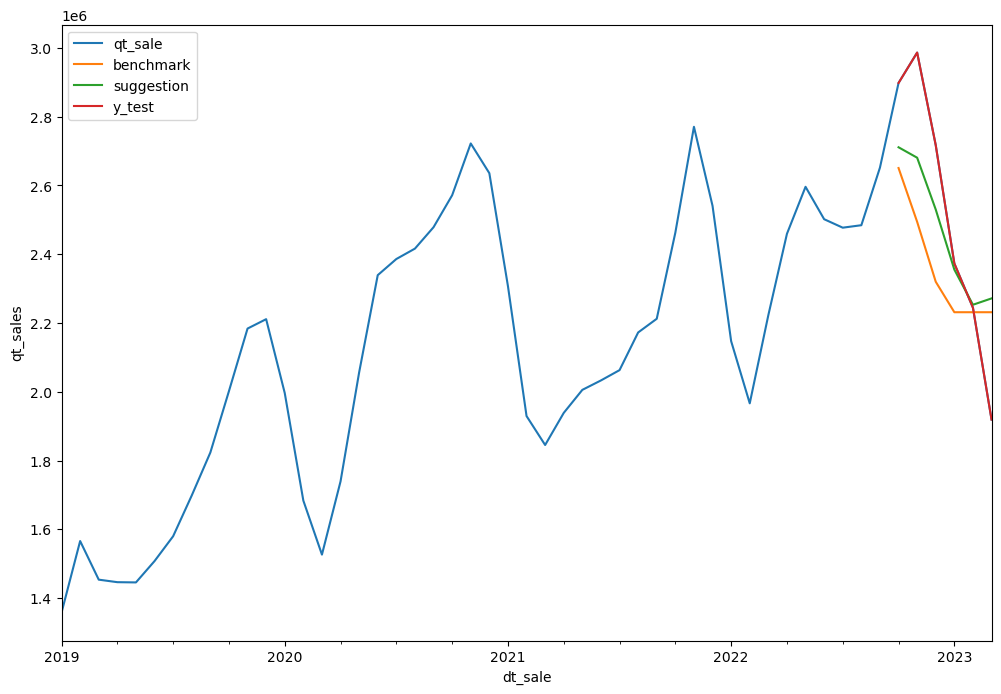 1e6
qt_sale
benchmark
suggestion
y_test
3.0
2.8
2.6
2.4
2.2
2.0
1.8
1.6
1.4
qt_sales
2019 2020 2021 2022 2023
dt_sale